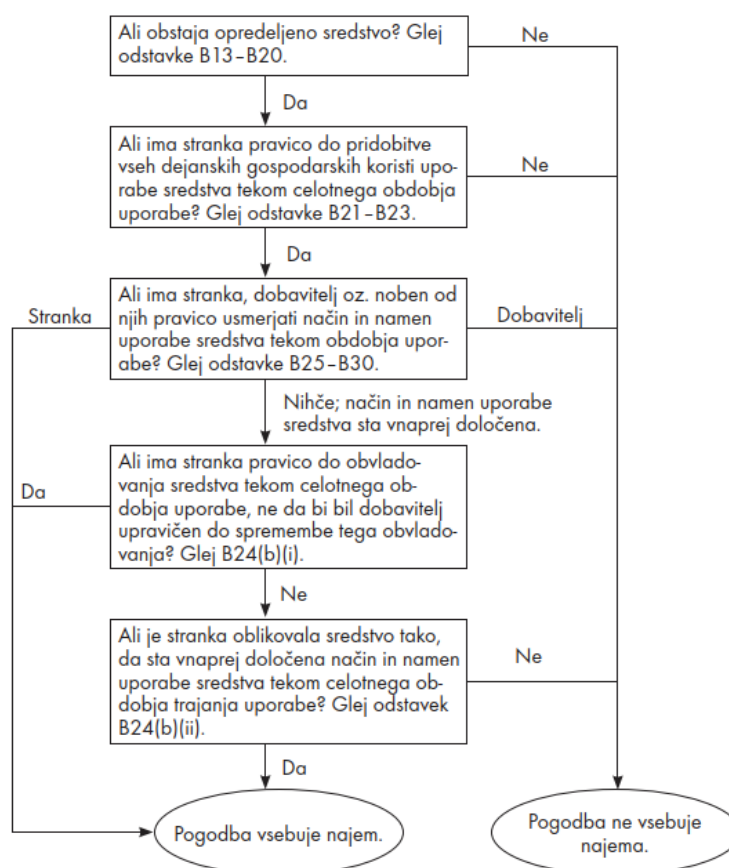 Ali obstaja opredeljeno sredstvo? Glej
odstavke B13–B20.
Ne
Da
Ali ima stranka pravico do pridobitve
vseh dejanskih gospodarskih koristi upo-
rabe sredstva tekom celotnega obdobja
uporabe? Glej odstavke B21–B23.
Ne
Da
Ali ima stranka, dobavitelj oz. noben od
njih pravico usmerjati način in namen
uporabe sredstva tekom obdobja upor-
abe? Glej odstavke B25–B30.
Stranka
Dobavitelj
Nihče; način in namen uporabe
sredstva sta vnaprej določena.
Ali ima stranka pravico do obvlado-
vanja sredstva tekom celotnega ob-
dobja uporabe, ne da bi bil dobavitelj
upravičen do spremembe tega obvlado-
vanja? Glej B24(b)(i).
Da
Ne
Ali je stranka oblikovala sredstvo tako,
da sta vnaprej določena način in namen
uporabe sredstva tekom celotnega ob-
dobja trajanja uporabe? Glej odstavek
B24(b)(ii).
Ne
Da
Pogodba vsebuje najem.
Pogodba ne vsebuje
najema.